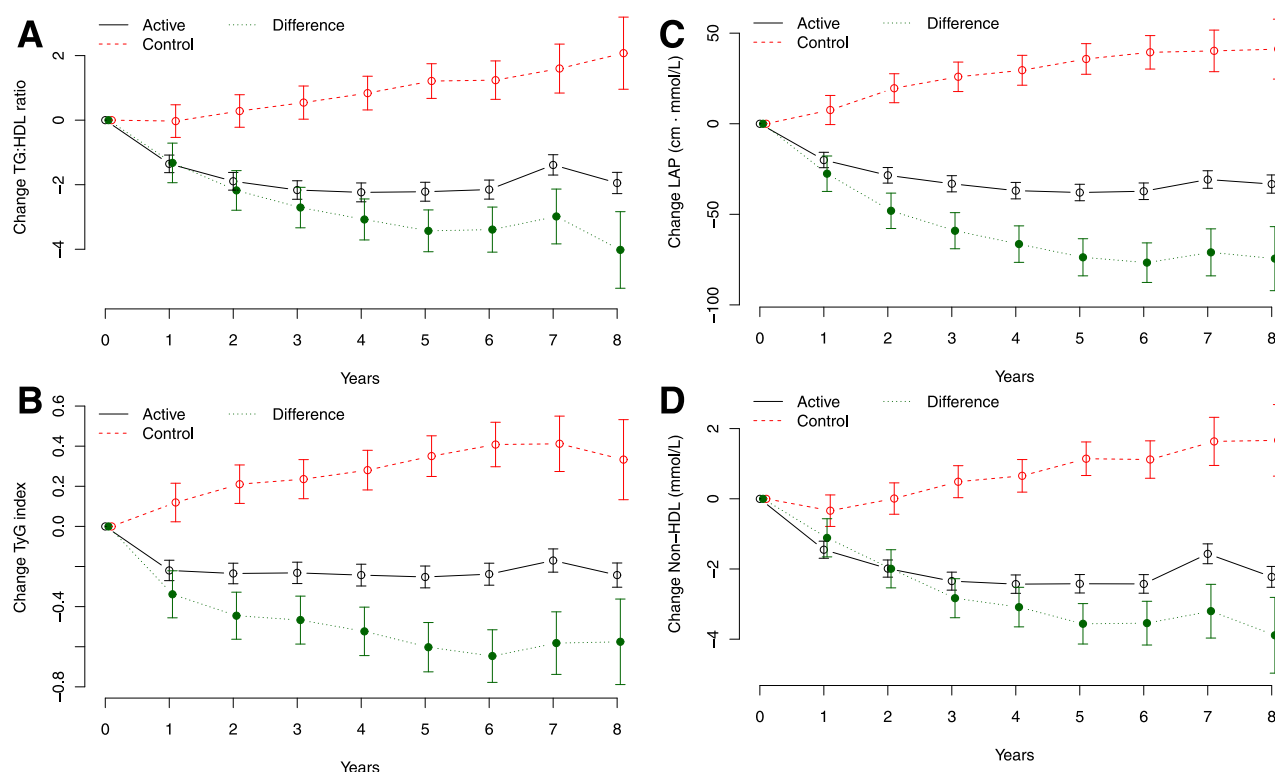 A
Active
Difference
Control
Change TG:HDL ratio
2
0
−2
−4
0 1 2 3 4 5 6 7 8
Years
C
Active
Difference
Control
Change LAP (cm · mmol/L)
50
0
−50
−100
0 1 2 3 4 5 6 7 8
Years
B
Active
Difference
Control
Change TyG index
0.6
0.4
0.2
0.0
−0.4
−0.8
0 1 2 3 4 5 6 7 8
Years
D
Active
Difference
Control
Change Non−HDL (mmol/L)
2
0
−2
−4
0 1 2 3 4 5 6 7 8
Years